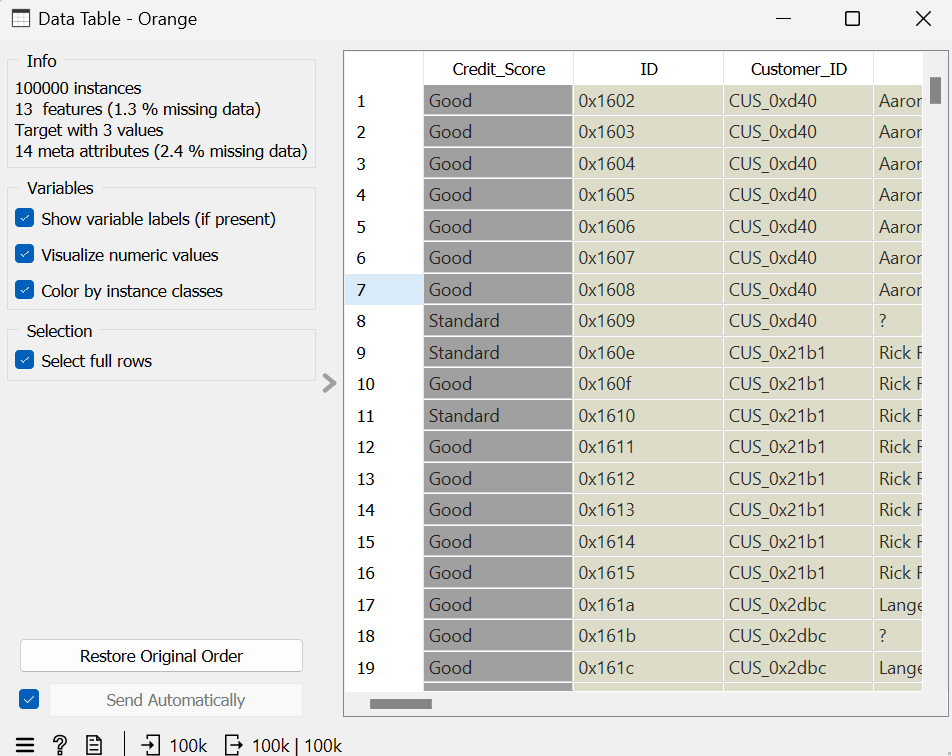 Data Table - Orange
Info
100000 instances
13 features (1.3 % missing data)
Target with 3 values
14 meta attributes (2.4 % missing data)
Variables
Show variable labels (if present)
Visualize numeric values
Color by instance classes
Selection
Select full rows
Restore Original Order
Send Automatically
100k 100k | 100k
Credit_Score ID Customer_ID
1 Good 0x1602 CUS_0xd40 Aaron
2 Good 0x1603 CUS_0xd40 Aaron
3 Good 0x1604 CUS_0xd40 Aaron
4 Good 0x1605 CUS_0xd40 Aaron
5 Good 0x1606 CUS_0xd40 Aaron
6 Good 0x1607 CUS_0xd40 Aaron
7 Good 0x1608 CUS_0xd40 Aaron
8 Standard 0x1609 CUS_0xd40 ?
9 Standard 0x160e CUS_0x21b1 Rick
10 Good 0x160f CUS_0x21b1 Rick
11 Standard 0x1610 CUS_0x21b1 Rick
12 Good 0x1611 CUS_0x21b1 Rick
13 Good 0x1612 CUS_0x21b1 Rick
14 Good 0x1613 CUS_0x21b1 Rick
15 Good 0x1614 CUS_0x21b1 Rick
16 Good 0x1615 CUS_0x21b1 Rick
17 Good 0x161a CUS_0x2dbc Lange
18 Good 0x161b CUS_0x2dbc ?
19 Good 0x161c CUS_0x2dbc Lange